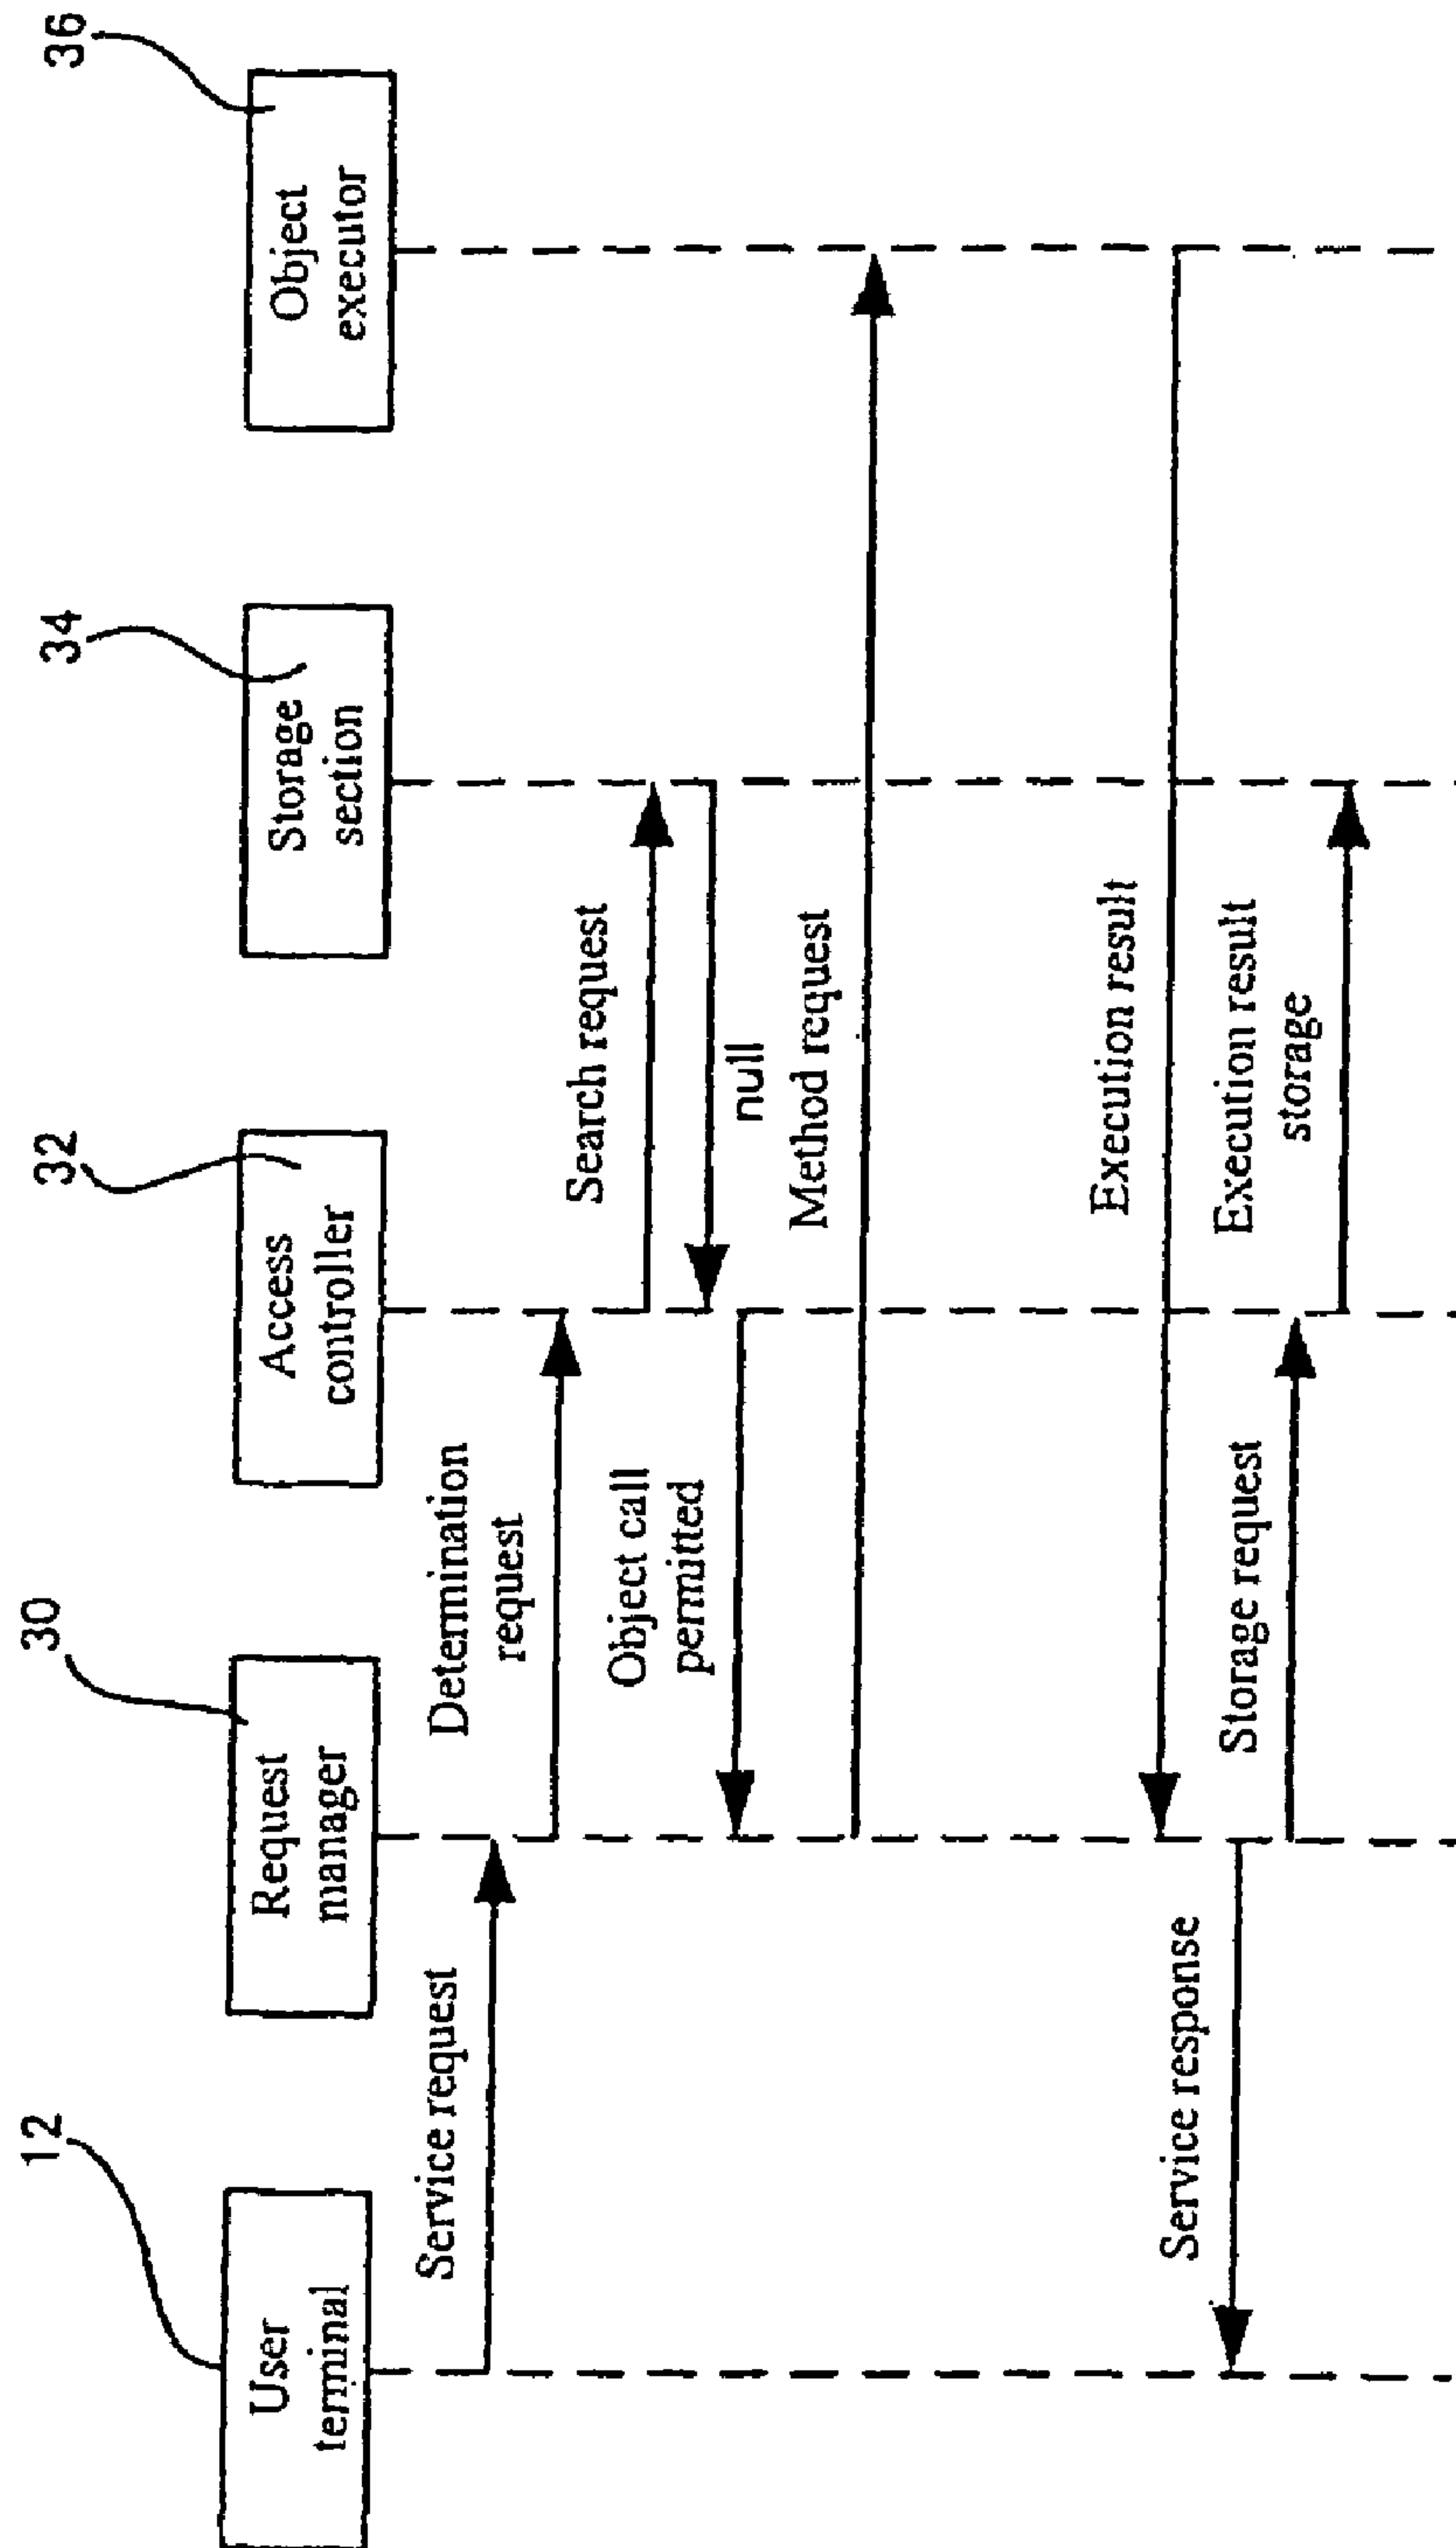 12
30
32
34
36
User
terminal
Request
manager
Access
controller
Storage
section
Object
executor
Service request
Determination
request
Search request
null
Object call
permitted
Method request
Execution result
Service response
Storage request
Execution result
storage